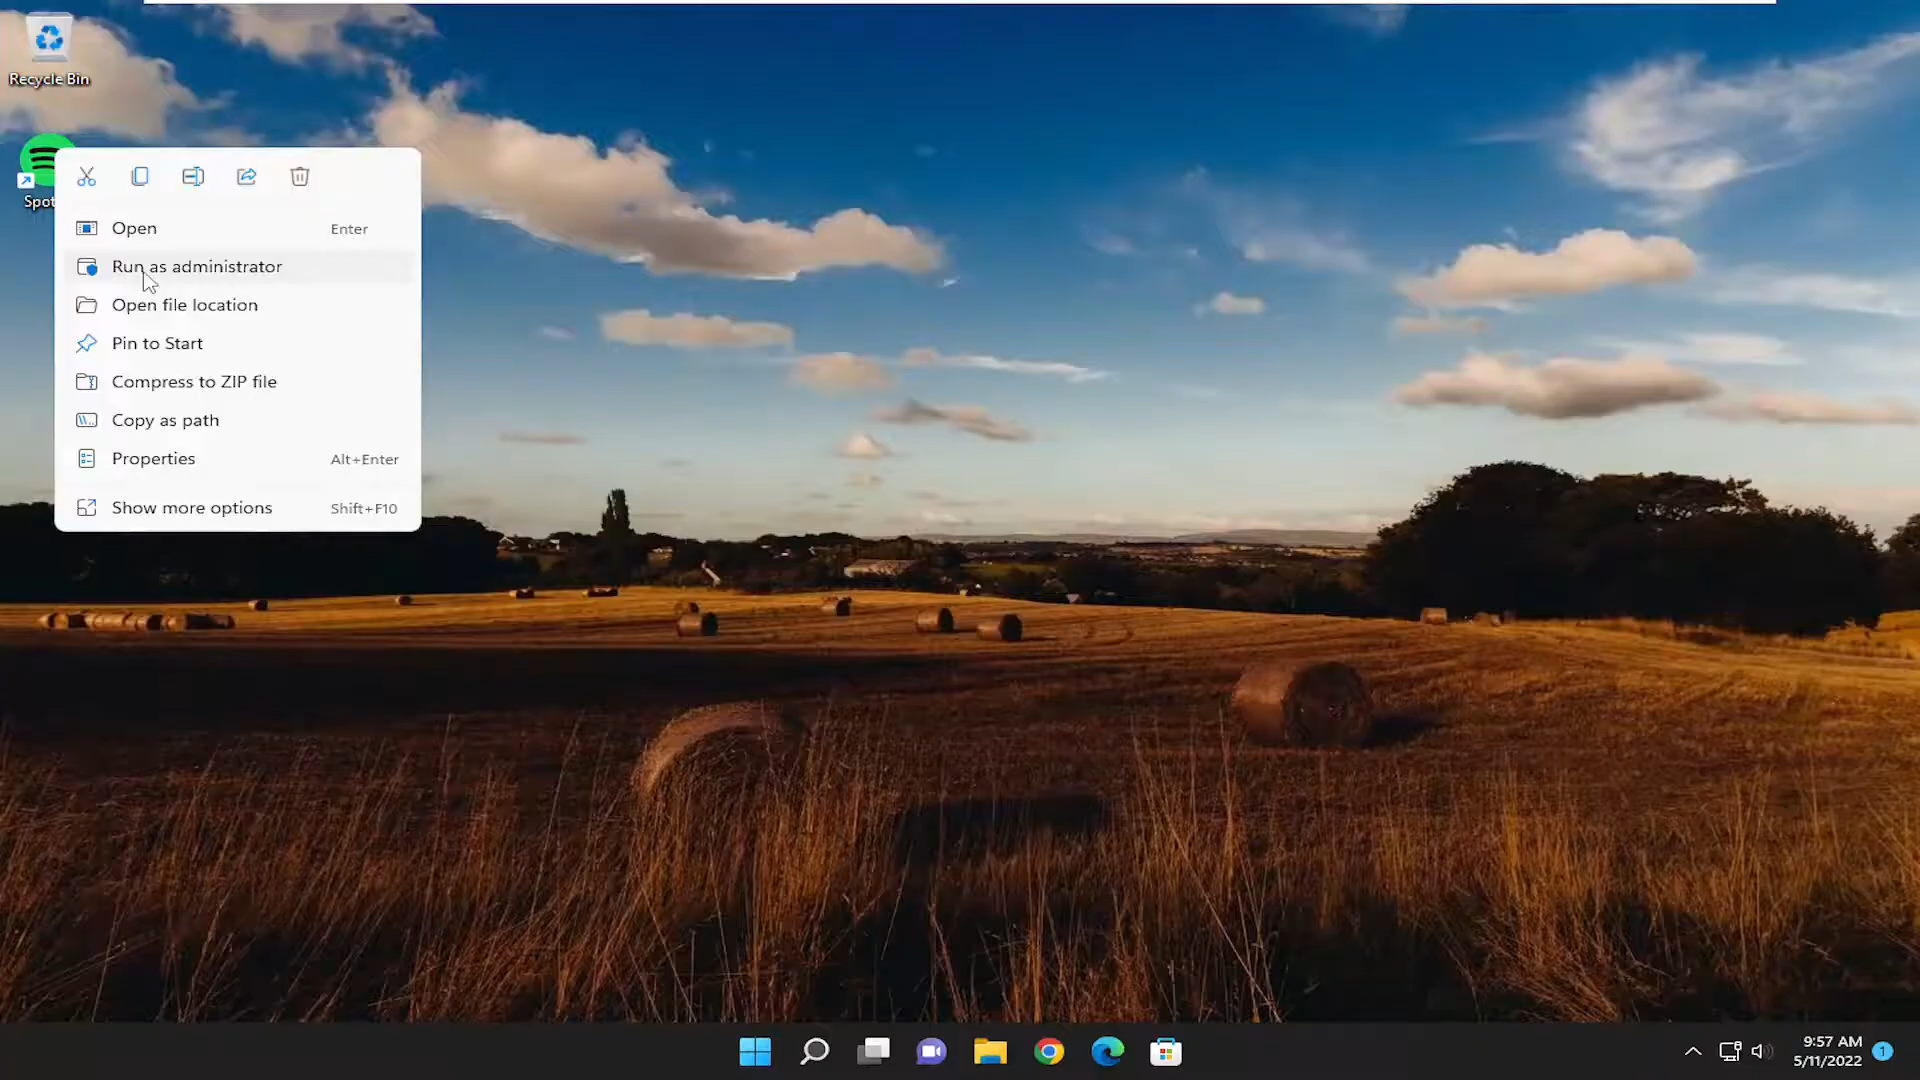 Recycle Bin
Spot
Open Enter
Run as administrator
Open file location
Pin to Start
Compress to ZIP file
Copy as path
Properties Alt+Enter
Show more options Shift+F10
9:57 AM
5/11/2022
1